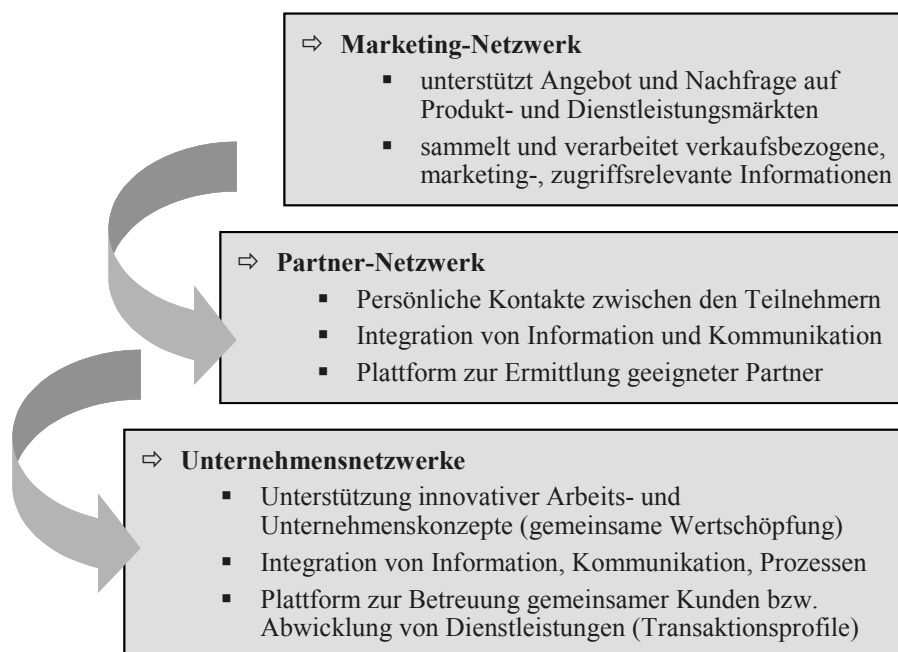 ⇨ Marketing-Netzwerk
▪ unterstützt Angebot und Nachfrage auf
Produkt- und Dienstleistungsmärkten
▪ sammelt und verarbeitet verkaufsbezogene,
marketing-, zugriffsrelevante Informationen
⇨ Partner-Netzwerk
▪ Persönliche Kontakte zwischen den Teilnehmern
▪ Integration von Information und Kommunikation
▪ Plattform zur Ermittlung geeigneter Partner
⇨ Unternehmensnetzwerke
▪ Unterstützung innovativer Arbeits- und
Unternehmenskonzepte (gemeinsame Wertschöpfung)
▪ Integration von Information, Kommunikation, Prozessen
▪ Plattform zur Betreuung gemeinsamer Kunden bzw.
Abwicklung von Dienstleistungen (Transaktionsprofile)